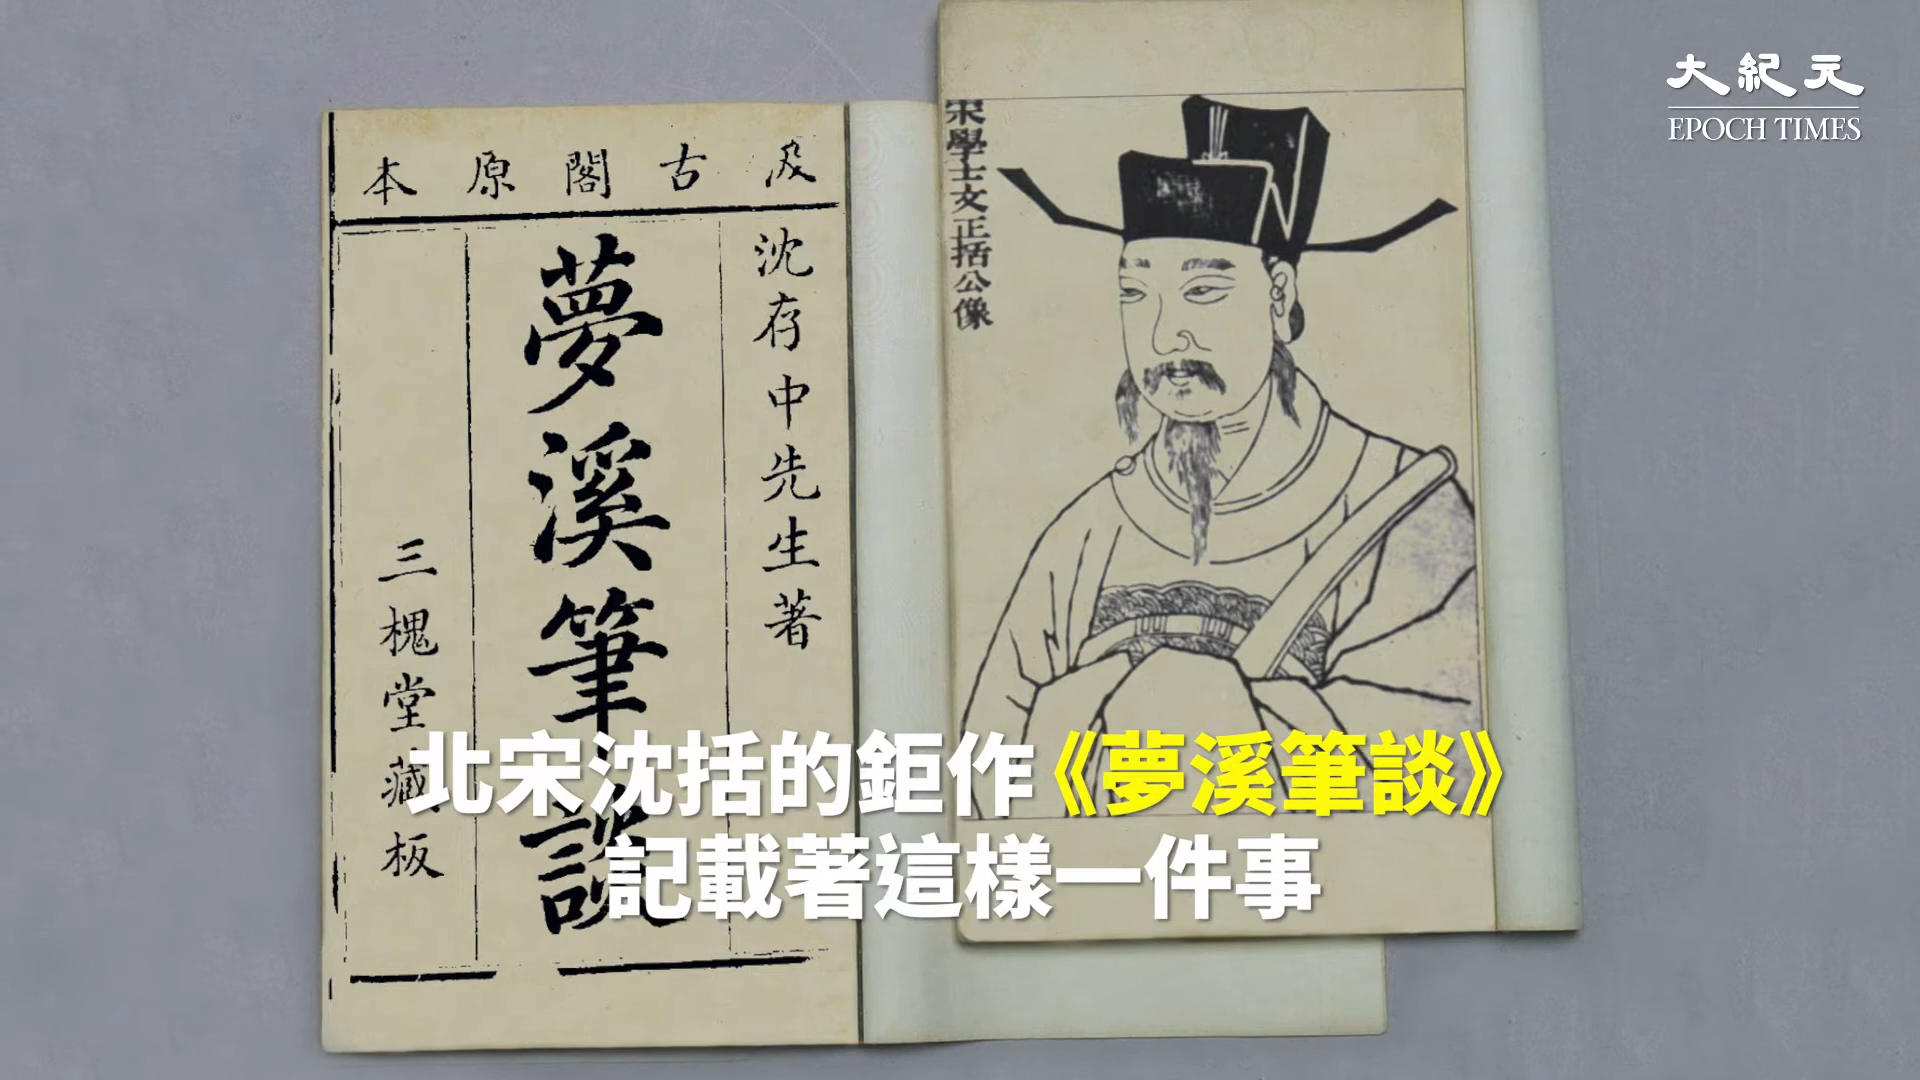 大紀元
EPOCH TIMES
汲古閣原本
沈存中先生著
夢溪筆談
三槐堂藏板
宋學士文正括公像
北宋沈括的鉅作《夢溪筆談》
記載著這樣一件事